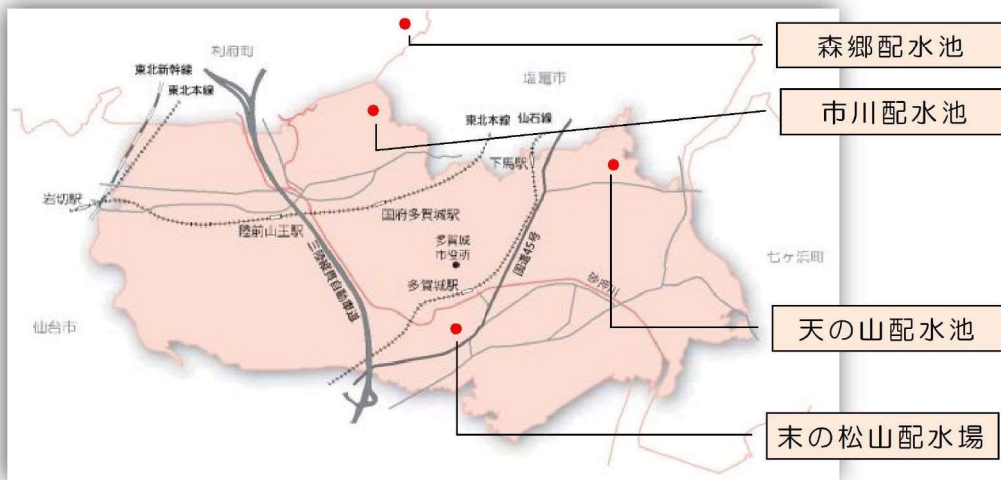 森郷配水池
利府町
東北新幹線
東北本線
塩竈市
市川配水池
東北本線
仙石線
下馬駅
岩切駅
国府多賀城駅
陸前山王駅
多賀城
市役所
国道45号
七ヶ浜町
三陸縦貫自動車道
多賀城駅
砂押川
仙台市
天の山配水池
末の松山配水場